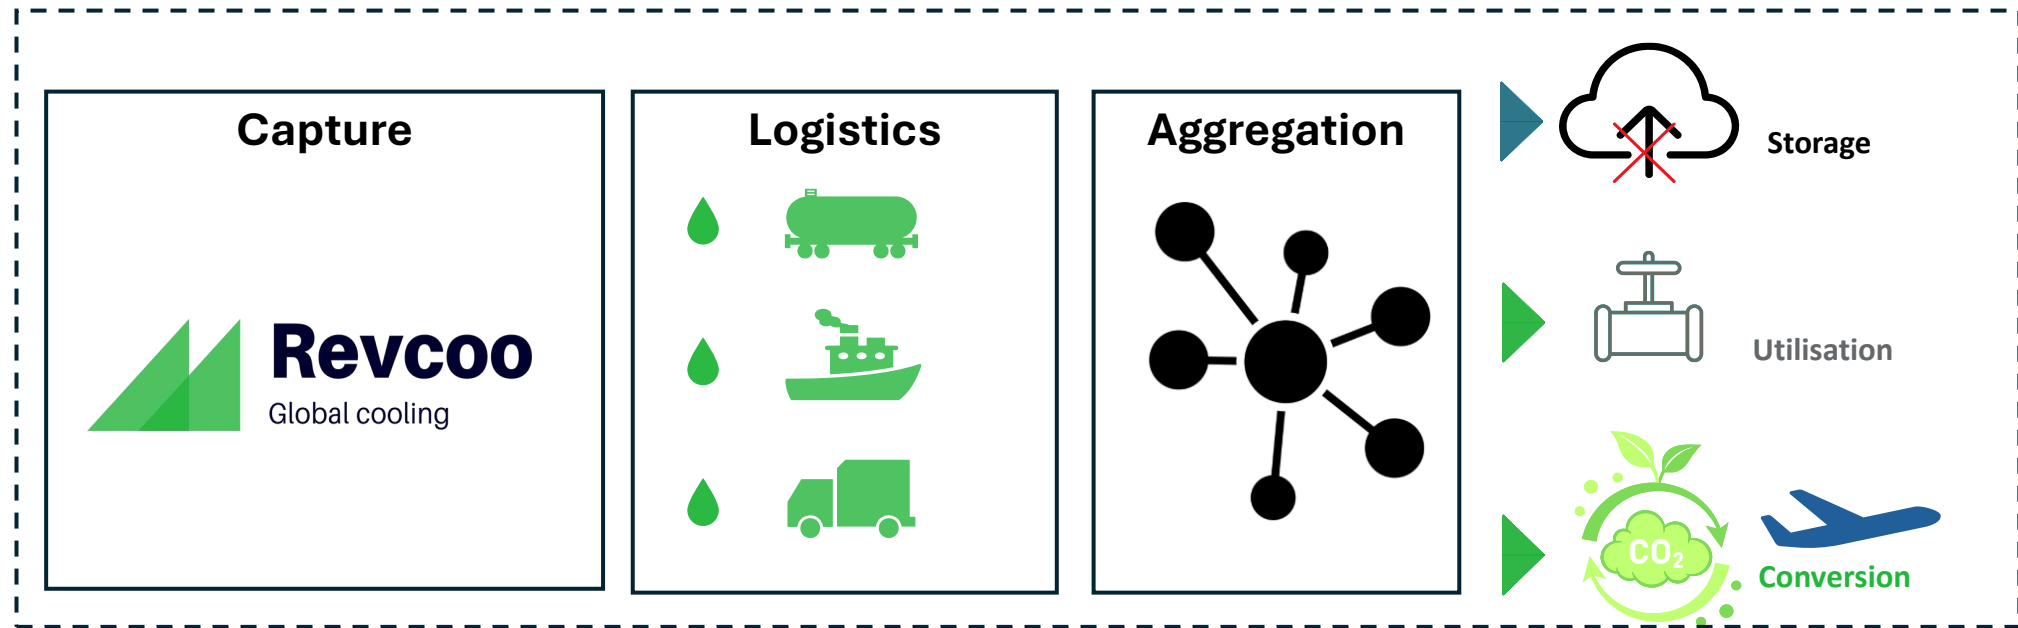 Capture
Revcoo
Global cooling
Logistics
Aggregation
Storage
Utilisation
CO₂
Conversion